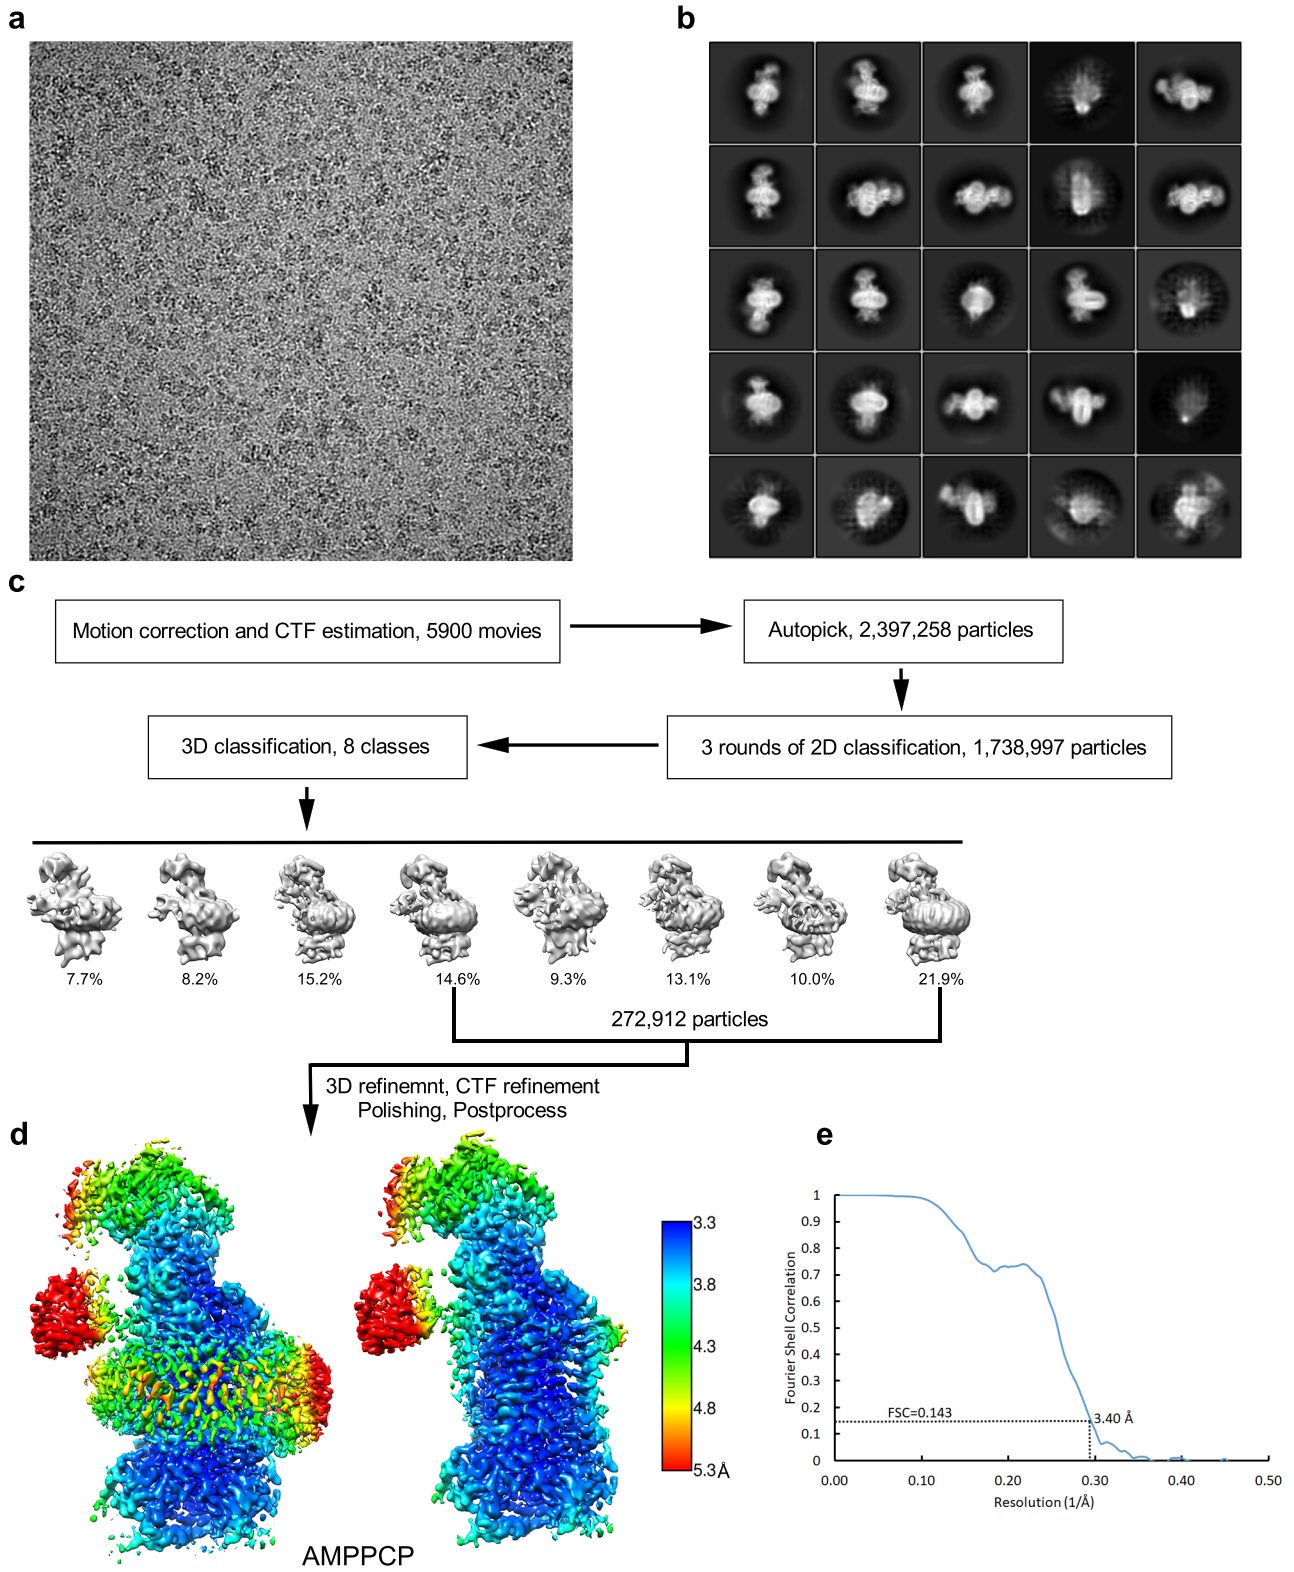 a
b
c
Motion correction and CTF estimation, 5900 movies
Autopick, 2,397,258 particles
3D classification, 8 classes
3 rounds of 2D classification, 1,738,997 particles
7.7%
8.2%
15.2%
14.6%
9.3%
13.1%
10.0%
21.9%
272,912 particles
3D refinemnt, CTF refinement
Polishing, Postprocess
d
3.3
3.8
4.3
4.8
5.3 Å
AMPPCP
e
Fourier Shell Correlation
1
0.9
0.8
0.7
0.6
0.5
0.4
0.3
0.2
0.1
0
FSC=0.143
3.40 Å
0.00
0.10
0.20
0.30
0.40
0.50
Resolution (1/Å)